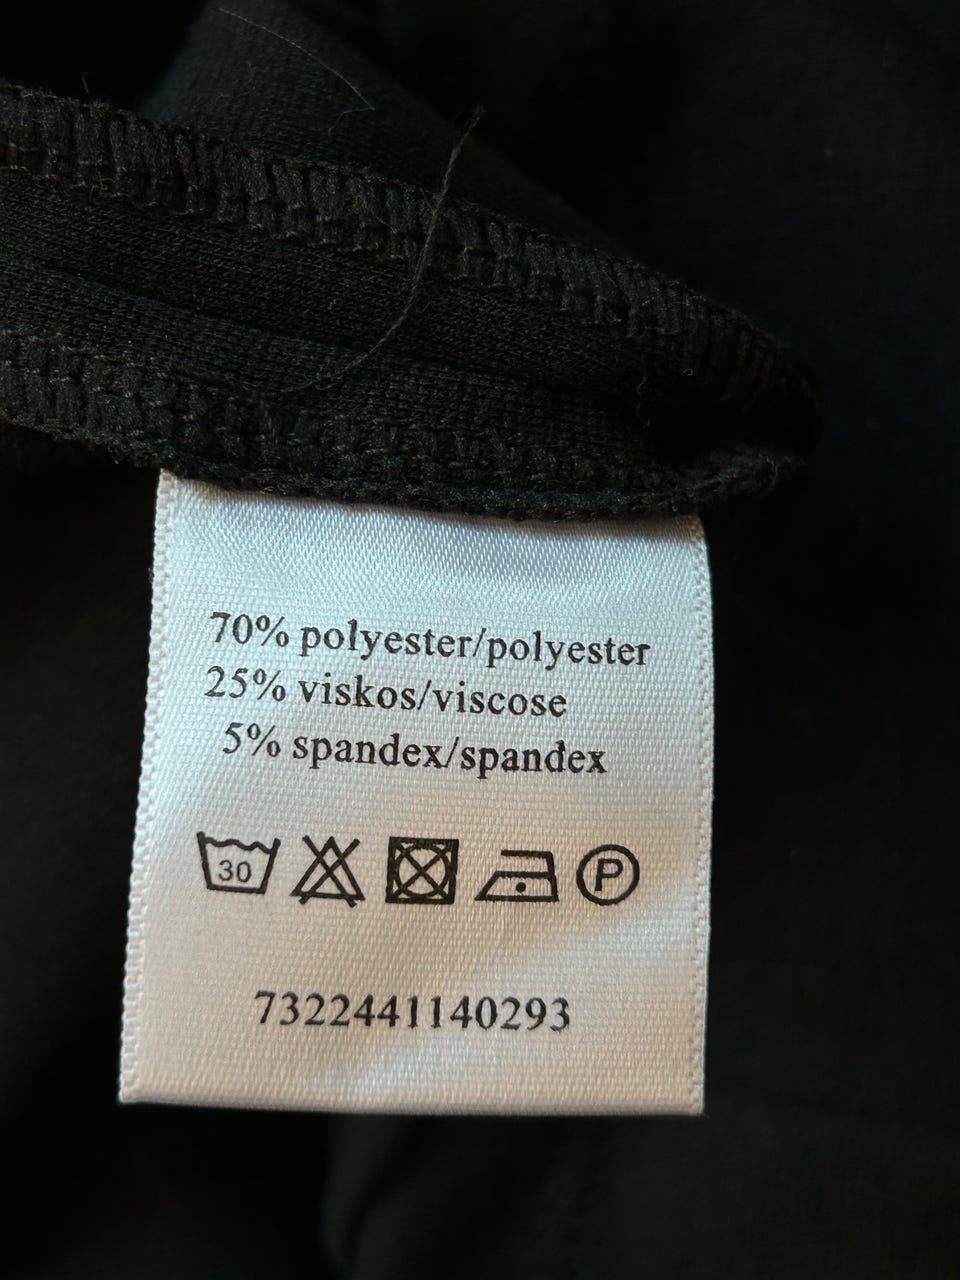 70% polyester/polyester
25% viskos/viscose
5% spandex/spandex
30 P
7322441140293